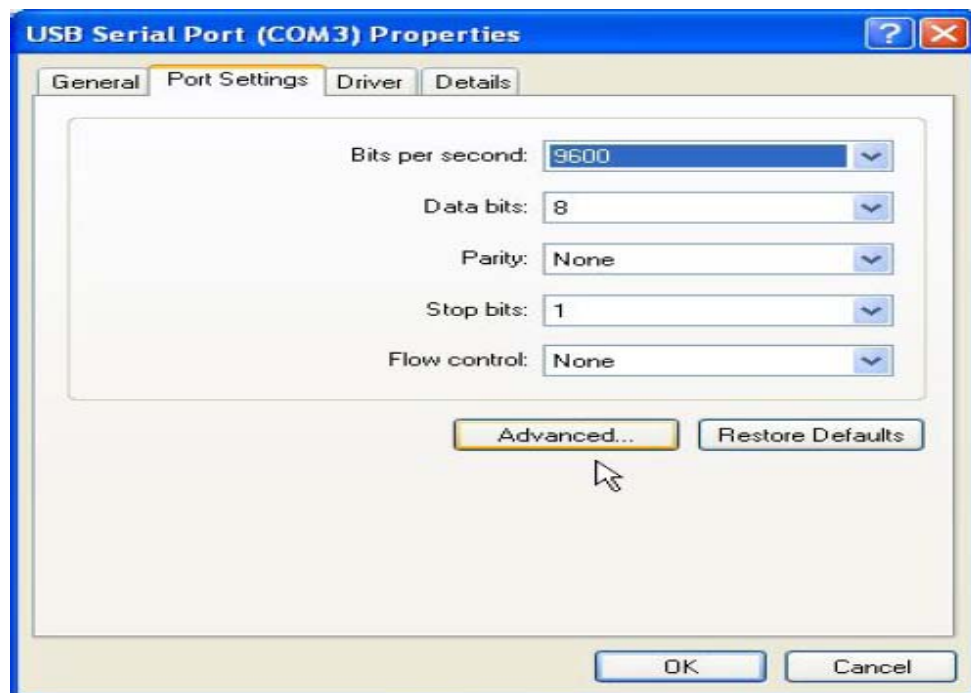 USB Serial Port (COM3) Properties
General Port Settings Driver Details
Bits per second: 9600
Data bits: 8
Parity: None
Stop bits: 1
Flow control: None
Advanced... Restore Defaults
OK Cancel